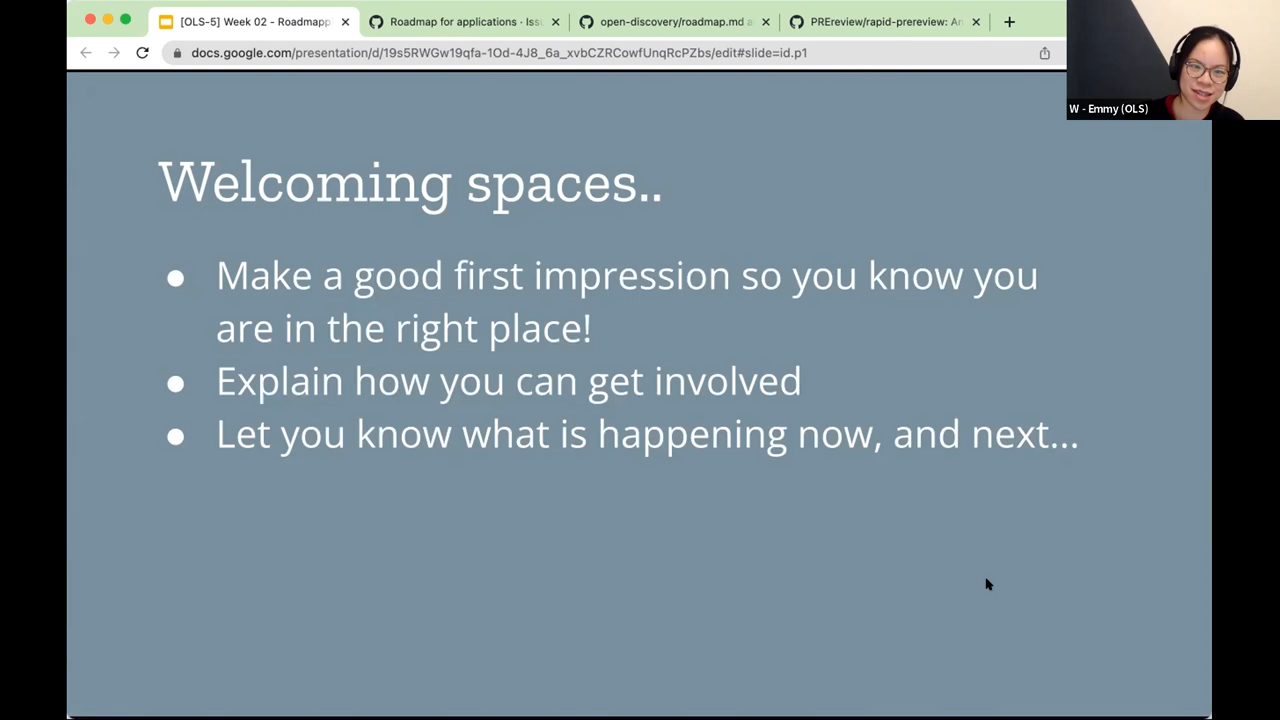 [OLS-5] Week 02 - Roadmapp
Roadmap for applications · Iss
open-discovery/roadmap.md a
PREreview/rapid-prereview: An
docs.google.com/presentation/d/19s5RWGw19qfa-1Od-4J8_6a_xvbCZRCowfUnqRcPZbs/edit#slide=id.p1
W - Emmy (OLS)
Welcoming spaces..
● Make a good first impression so you know you
are in the right place!
● Explain how you can get involved
● Let you know what is happening now, and next...